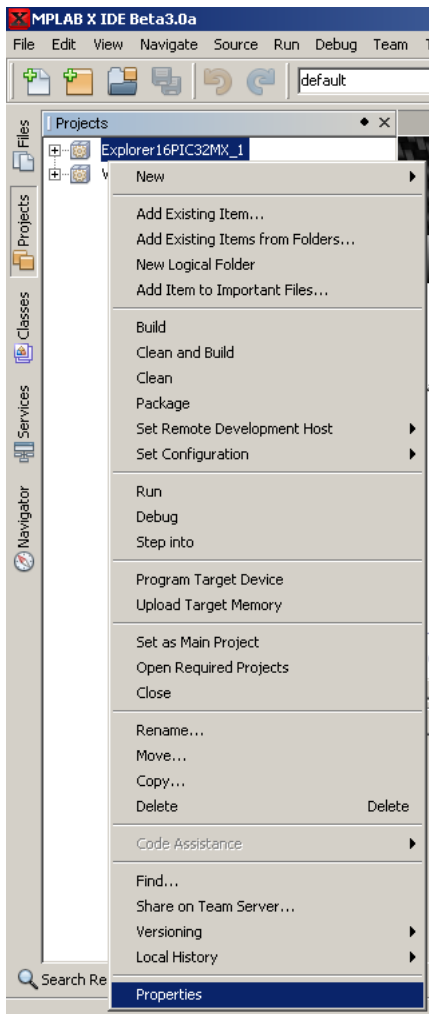 MPLAB X IDE Beta3.0a
File Edit View Navigate Source Run Debug Team
default
Files
Projects
Classes
Services
Navigator
Projects
Explorer16PIC32MX_1
New
Add Existing Item...
Add Existing Items from Folders...
New Logical Folder
Add Item to Important Files...
Build
Clean and Build
Clean
Package
Set Remote Development Host
Set Configuration
Run
Debug
Step into
Program Target Device
Upload Target Memory
Set as Main Project
Open Required Projects
Close
Rename...
Move...
Copy...
Delete Delete
Code Assistance
Find...
Share on Team Server...
Versioning
Local History
Search Re
Properties